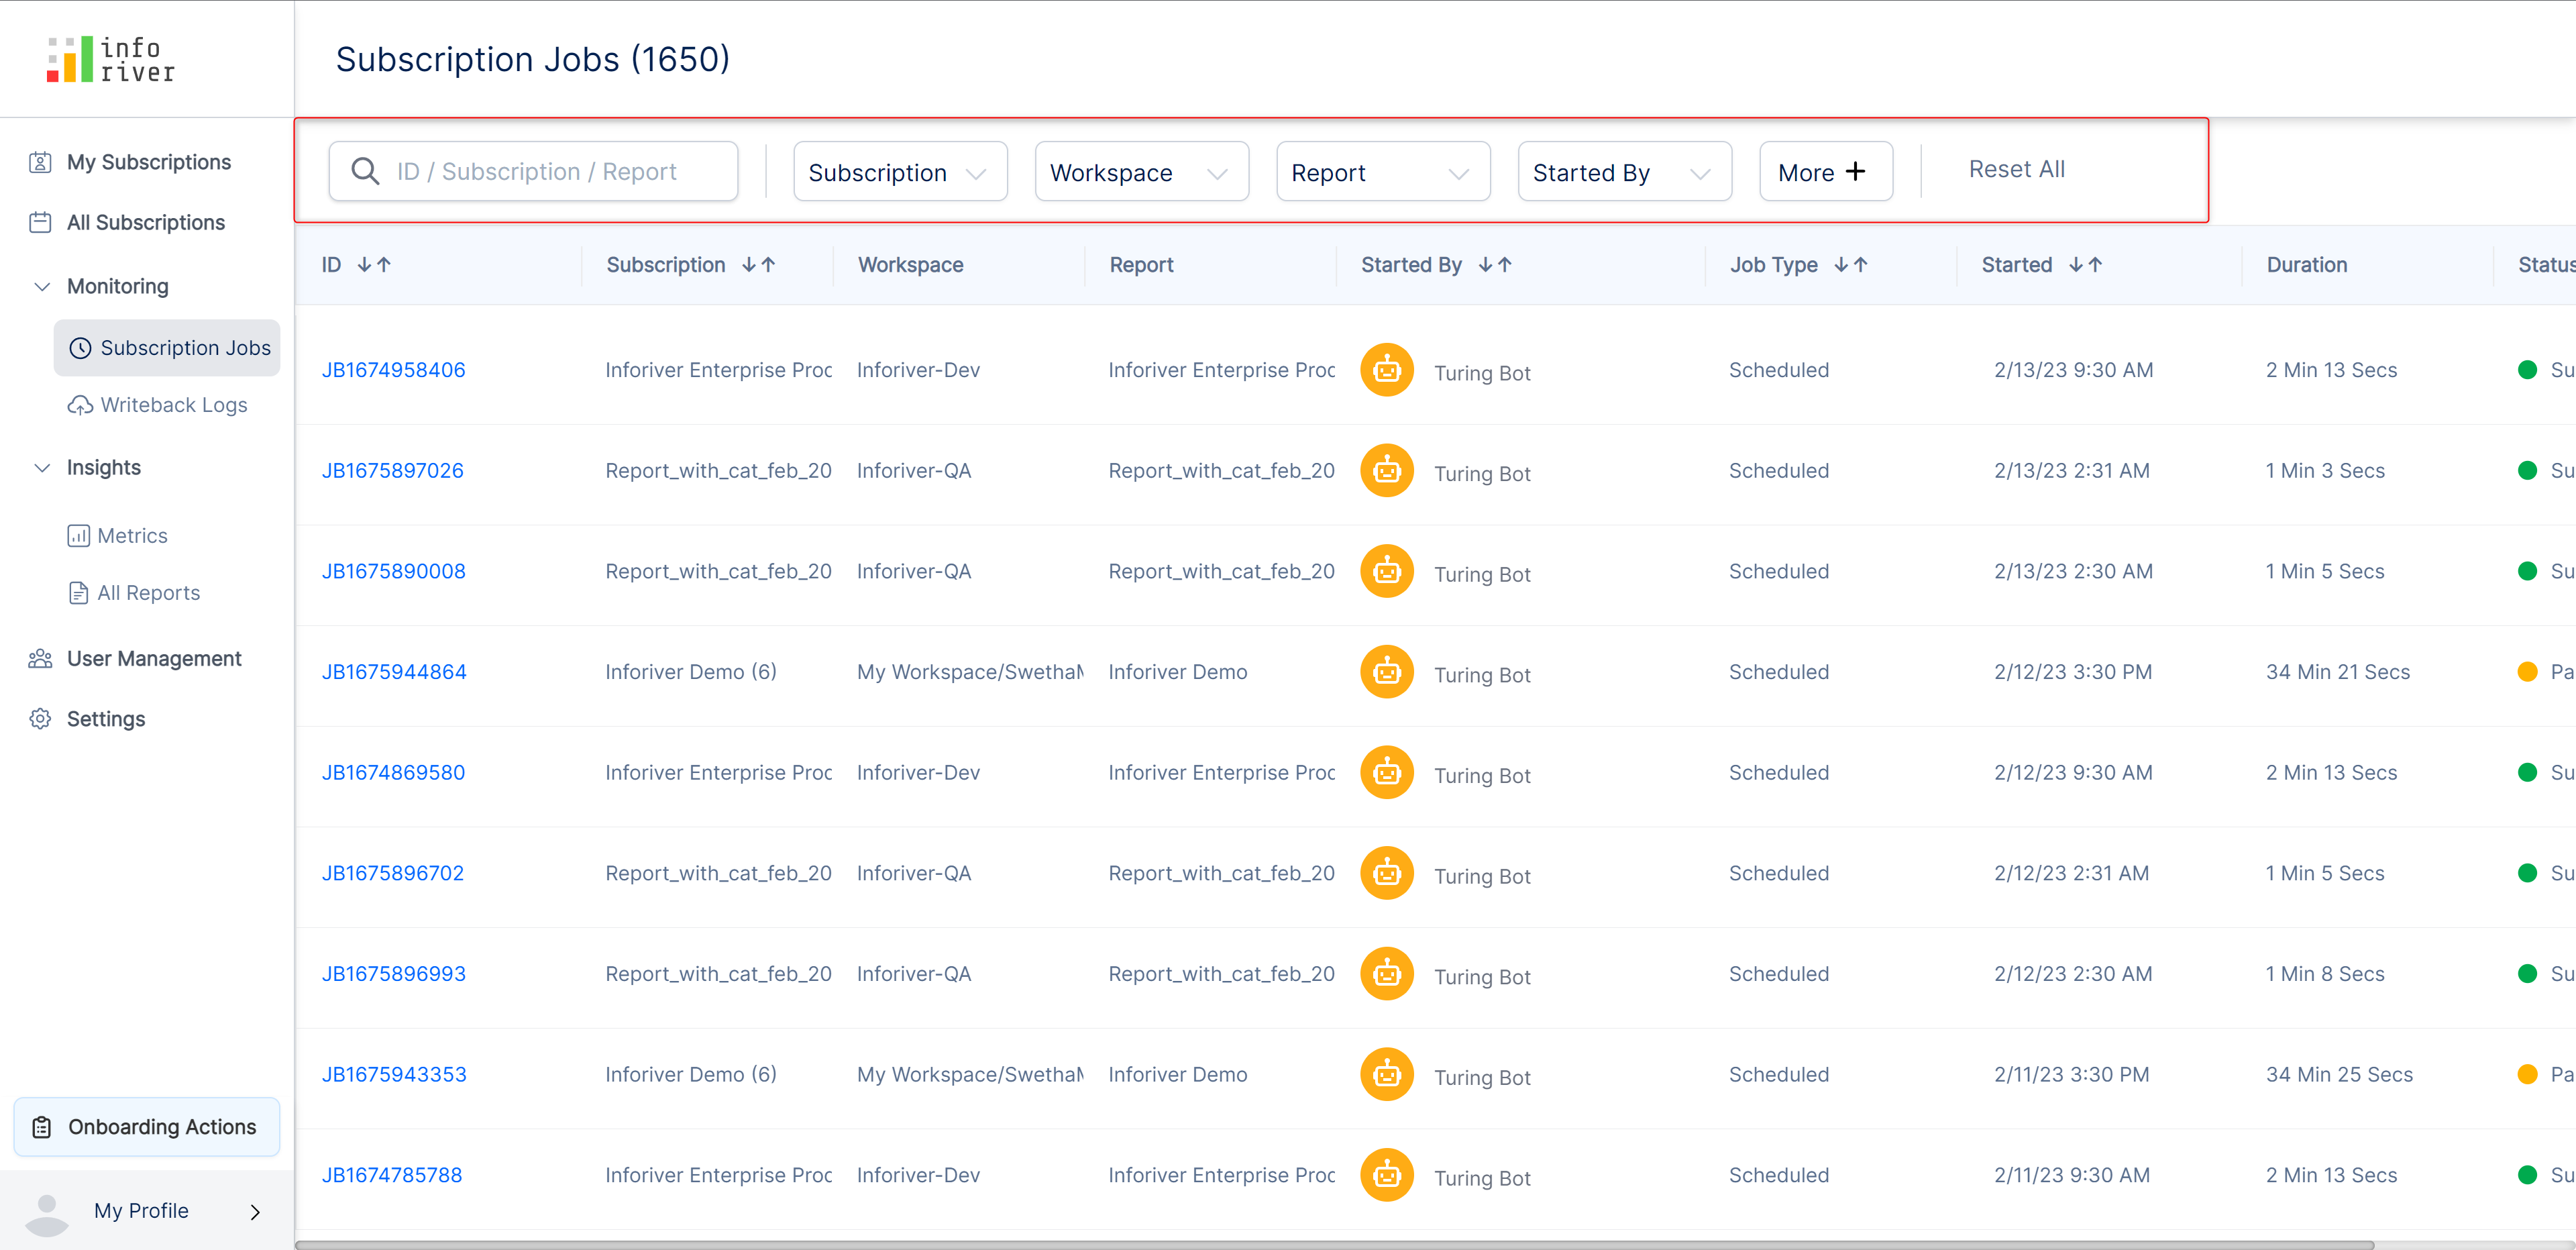 info
river
Subscription Jobs (1650)
My Subscriptions
All Subscriptions
Monitoring
Subscription Jobs
Writeback Logs
Insights
Metrics
All Reports
User Management
Settings
Onboarding Actions
My Profile
ID / Subscription / Report Subscription Workspace Report Started By More + Reset All
ID Subscription Workspace Report Started By Job Type Started Duration Status
JB1674958406 Inforiver Enterprise Proc Inforiver-Dev Inforiver Enterprise Proc Turing Bot Scheduled 2/13/23 9:30 AM 2 Min 13 Secs Su
JB1675897026 Report_with_cat_feb_20 Inforiver-QA Report_with_cat_feb_20 Turing Bot Scheduled 2/13/23 2:31 AM 1 Min 3 Secs Su
JB1675890008 Report_with_cat_feb_20 Inforiver-QA Report_with_cat_feb_20 Turing Bot Scheduled 2/13/23 2:30 AM 1 Min 5 Secs Su
JB1675944864 Inforiver Demo (6) My Workspace/SwethaM Inforiver Demo Turing Bot Scheduled 2/12/23 3:30 PM 34 Min 21 Secs Pa
JB1674869580 Inforiver Enterprise Proc Inforiver-Dev Inforiver Enterprise Proc Turing Bot Scheduled 2/12/23 9:30 AM 2 Min 13 Secs Su
JB1675896702 Report_with_cat_feb_20 Inforiver-QA Report_with_cat_feb_20 Turing Bot Scheduled 2/12/23 2:31 AM 1 Min 5 Secs Su
JB1675896993 Report_with_cat_feb_20 Inforiver-QA Report_with_cat_feb_20 Turing Bot Scheduled 2/12/23 2:30 AM 1 Min 8 Secs Su
JB1675943353 Inforiver Demo (6) My Workspace/SwethaM Inforiver Demo Turing Bot Scheduled 2/11/23 3:30 PM 34 Min 25 Secs Pa
JB1674785788 Inforiver Enterprise Proc Inforiver-Dev Inforiver Enterprise Proc Turing Bot Scheduled 2/11/23 9:30 AM 2 Min 13 Secs Su